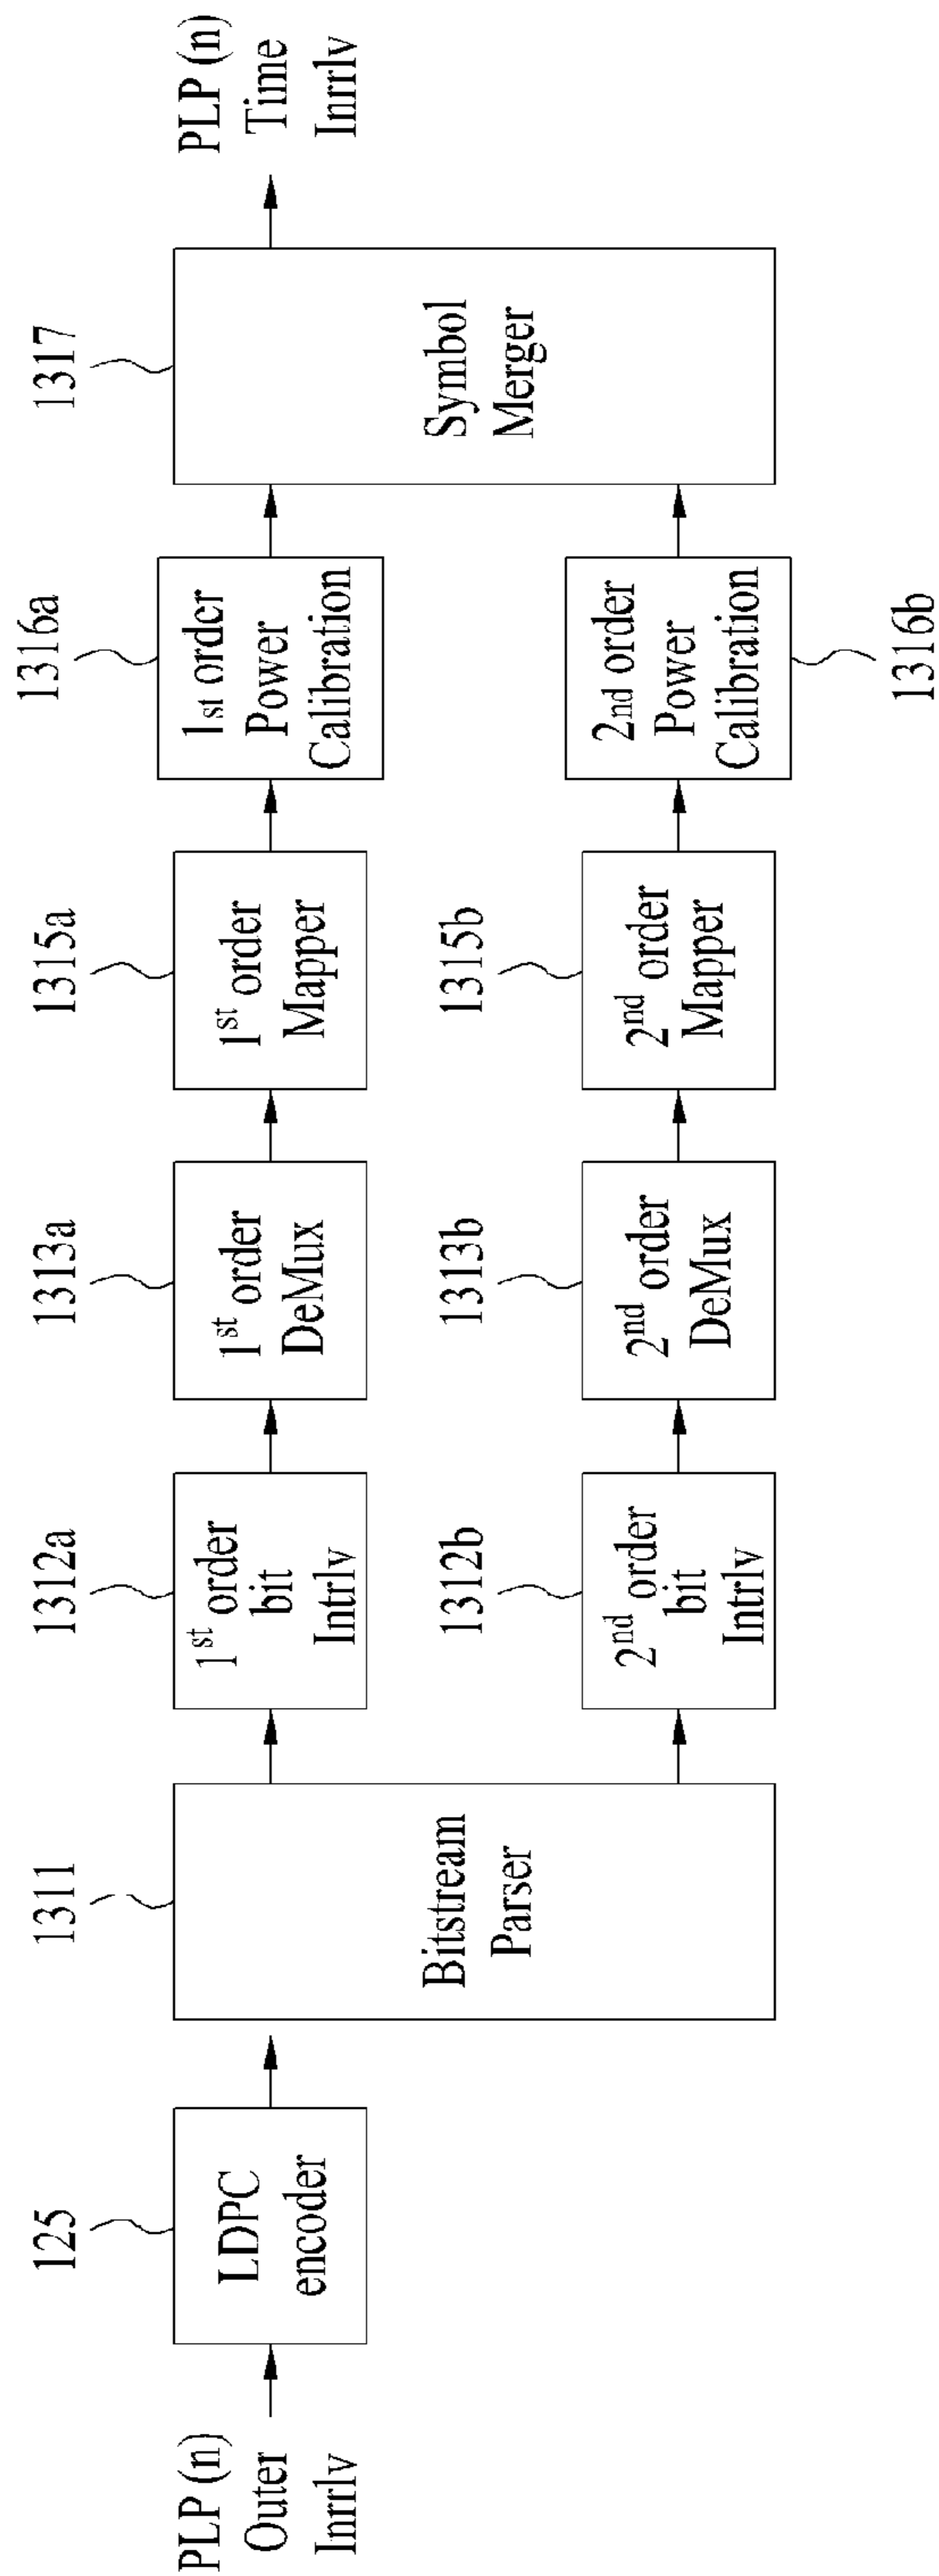 PLP (n)
Outer
Inrrlv
125
LDPC
encoder
1311
Bitstream
Parser
1312a
1st order
bit
Intrlv
1313a
1st order
DeMux
1315a
1st order
Mapper
1316a
1st order
Power
Calibration
1312b
2nd order
bit
Intrlv
1313b
2nd order
DeMux
1315b
2nd order
Mapper
2nd order
Power
Calibration
1316b
1317
Symbol
Merger
PLP (n)
Time
Inrrlv